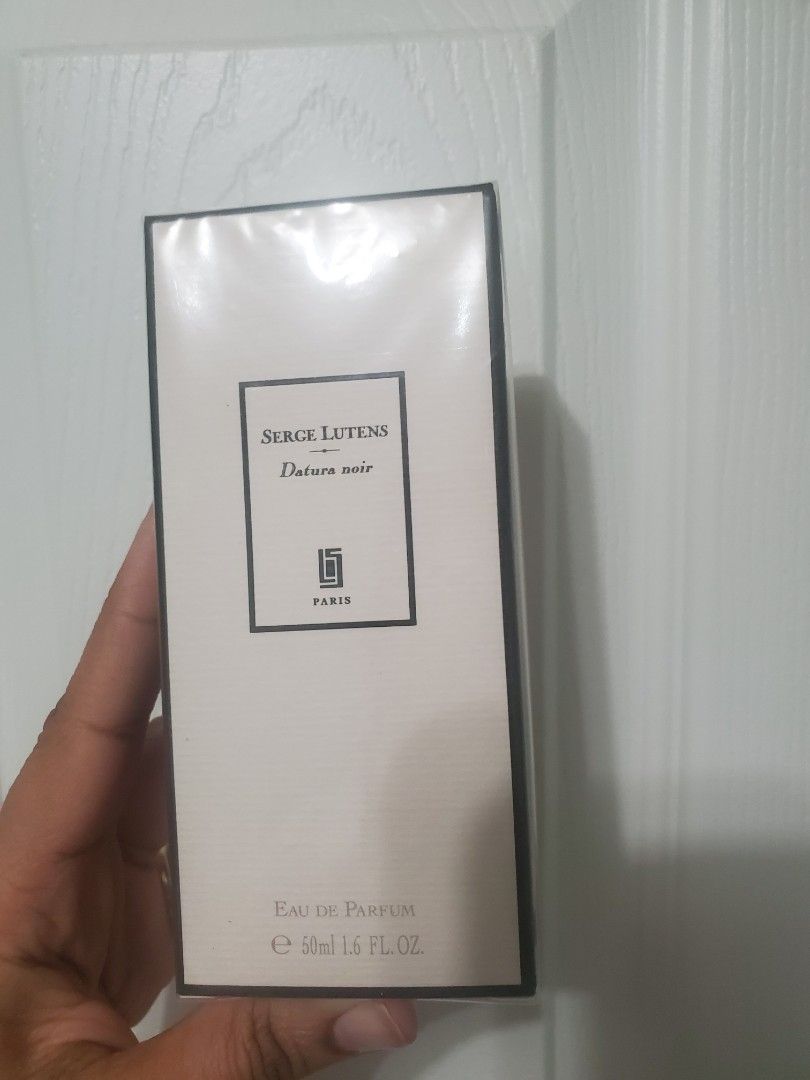 SERGE LUTENS
Datura noir
PARIS
EAU DE PARFUM
℮ 50ml 1.6 FL.OZ.